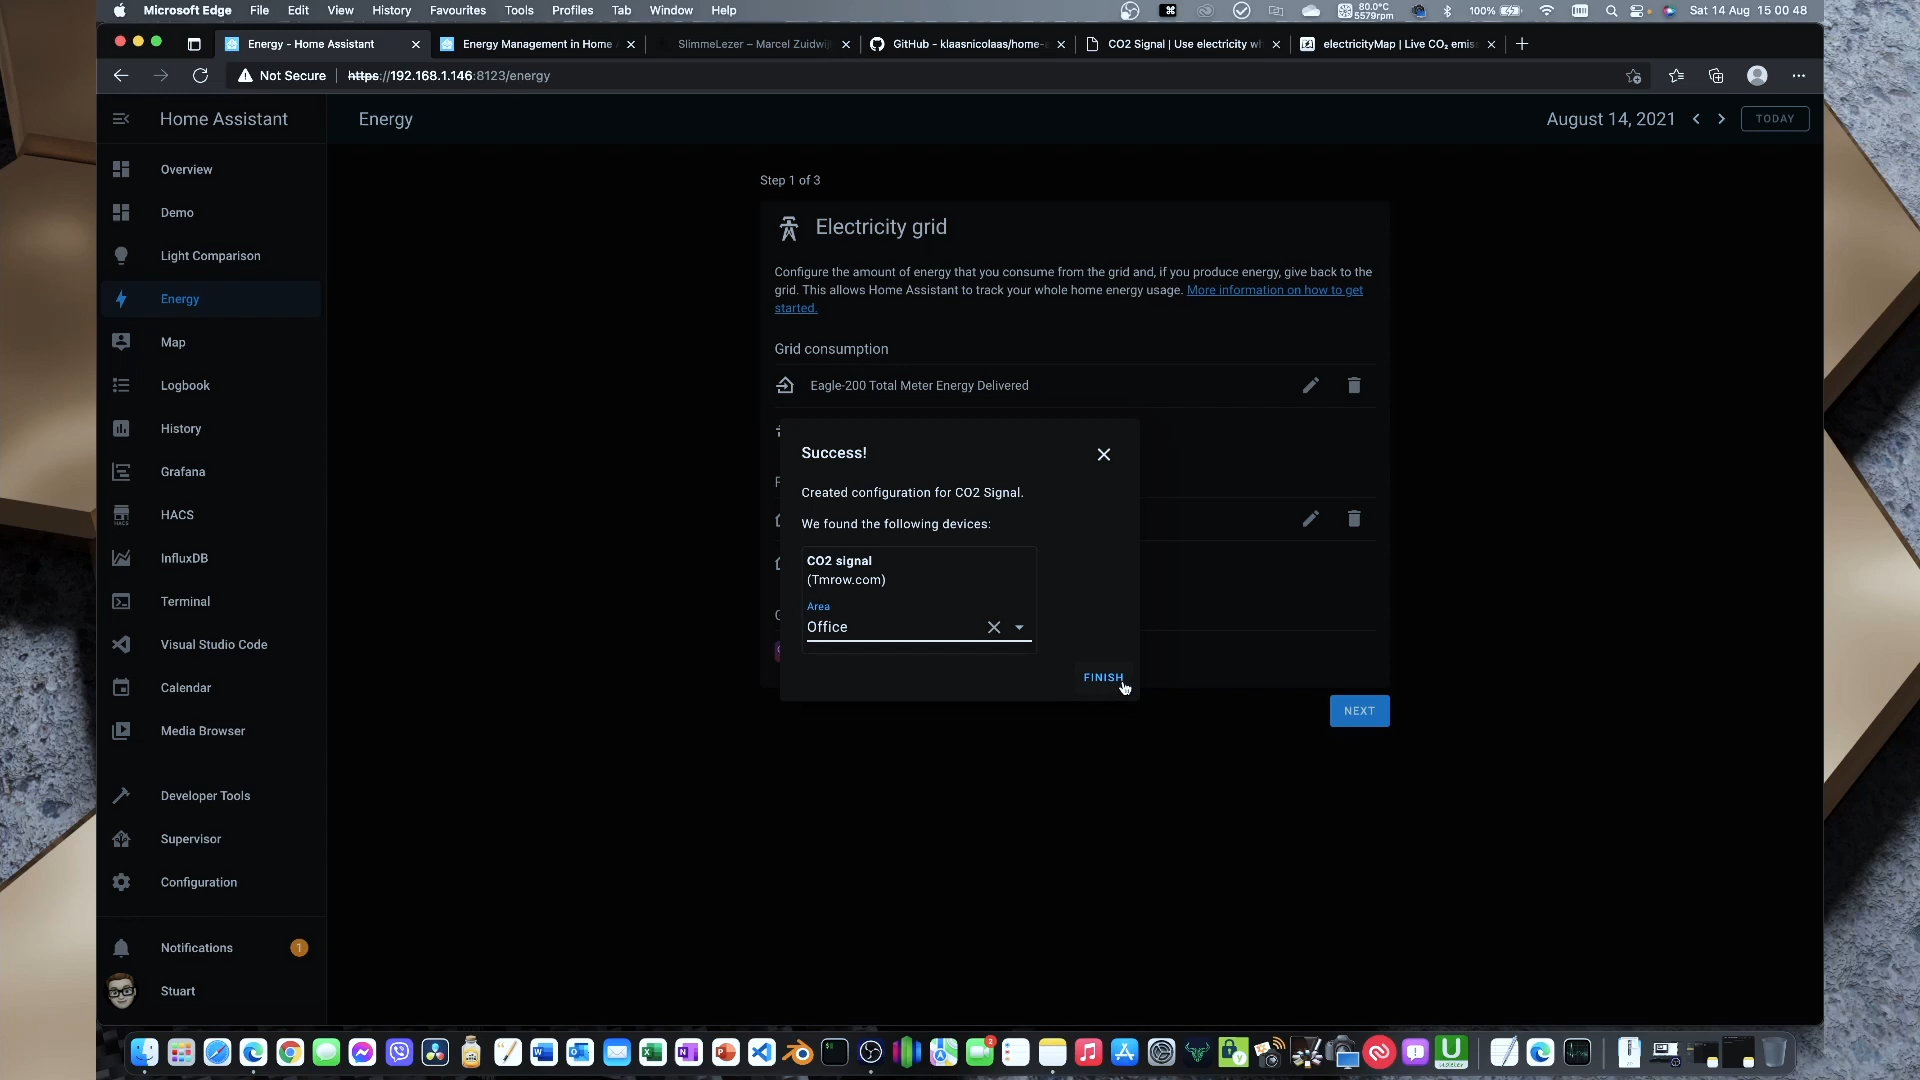 Microsoft Edge File Edit View History Favourites Tools Profiles Tab Window Help
80.0°C
5579rpm
100%
Sat 14 Aug 15 00 48
Energy - Home Assistant
Energy Management in Home
SlimmeLezer – Marcel Zuidwij
GitHub - klaasnicolaas/home-
CO2 Signal | Use electricity w
electricityMap | Live CO₂ emis
Not Secure
https://192.168.1.146:8123/energy
Home Assistant
Energy
August 14, 2021
TODAY
Overview
Demo
Light Comparison
Energy
Map
Logbook
History
Grafana
HACS
HACS
InfluxDB
Terminal
Visual Studio Code
Calendar
Media Browser
Developer Tools
Supervisor
Configuration
Notifications
1
Stuart
Step 1 of 3
Electricity grid
Configure the amount of energy that you consume from the grid and, if you produce energy, give back to the
grid. This allows Home Assistant to track your whole home energy usage. More information on how to get
started.
Grid consumption
Eagle-200 Total Meter Energy Delivered
Success!
Created configuration for CO2 Signal.
We found the following devices:
CO2 signal
(Tmrow.com)
Area
Office
FINISH
NEXT
2